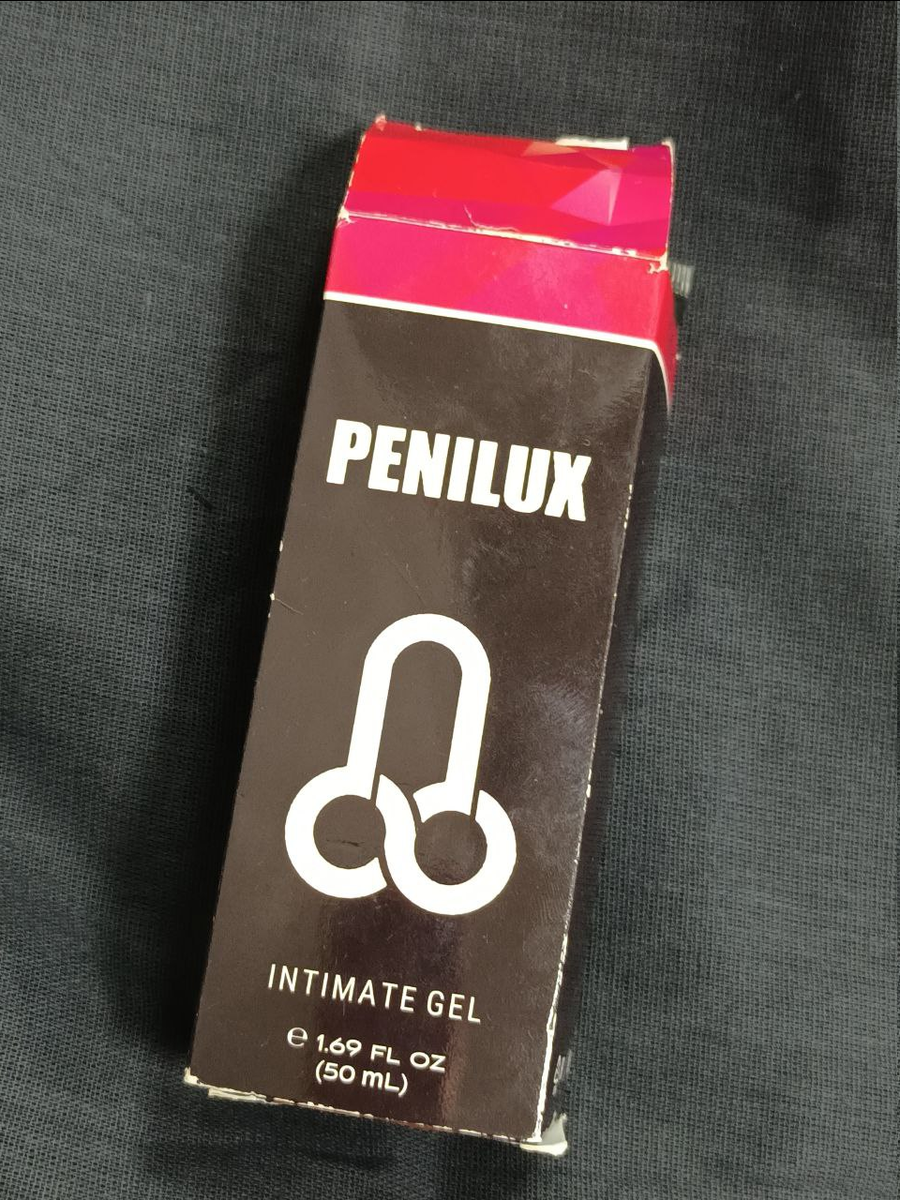 PENILUX
INTIMATE GEL
℮ 1.69 FL OZ
(50 mL)